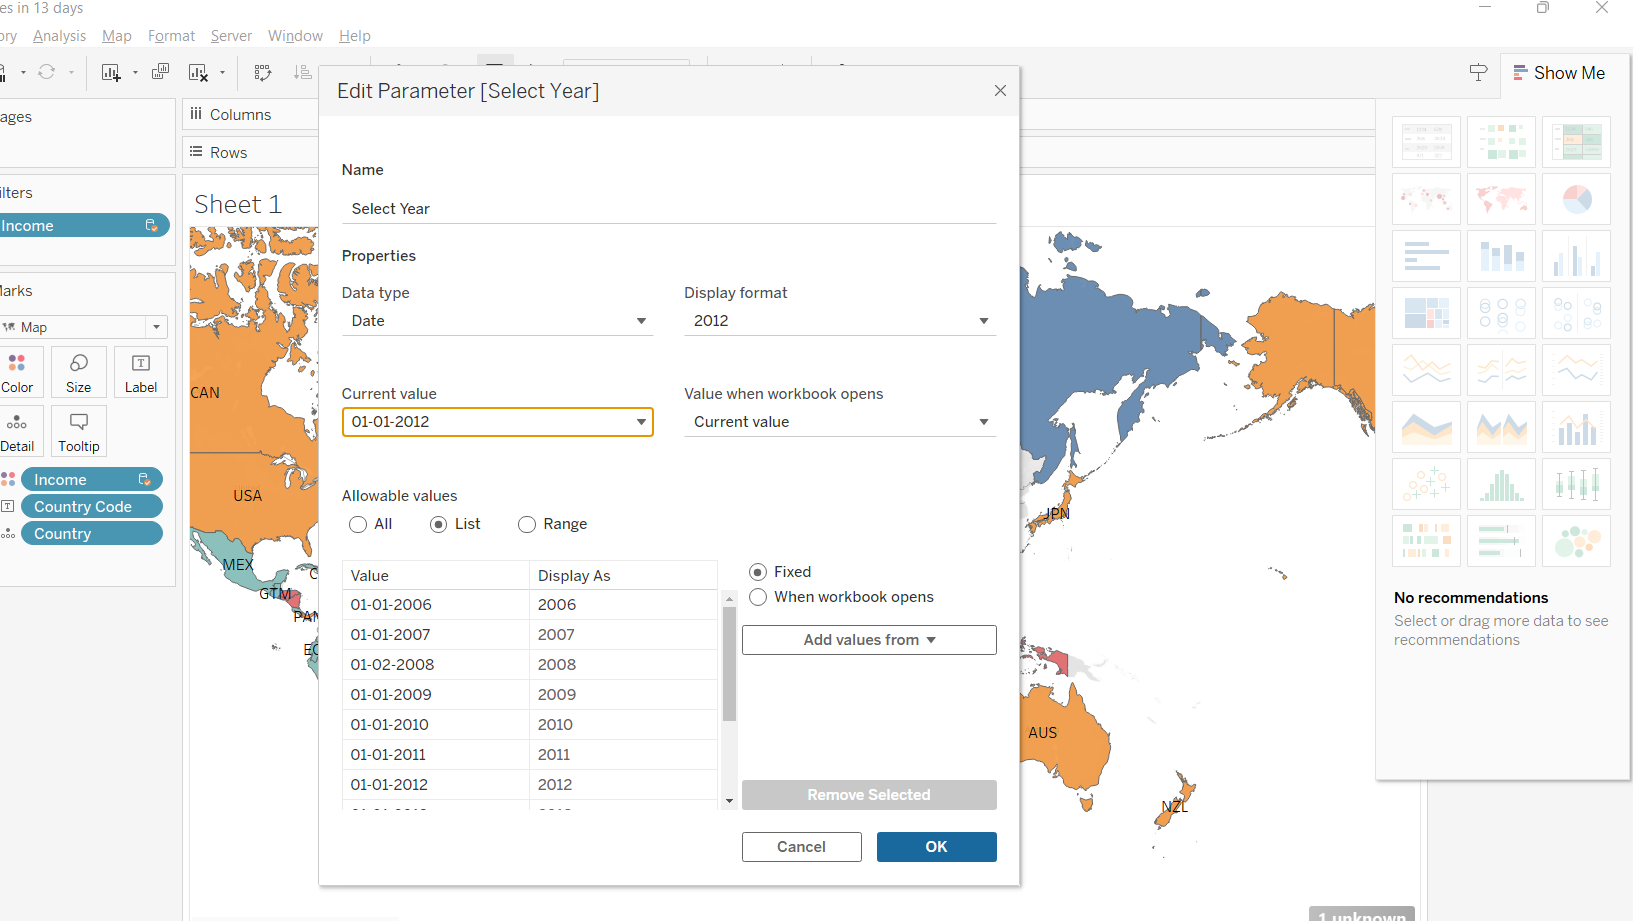 es in 13 days
ory Analysis Map Format Server Window Help
Show Me
ages
Columns
Rows
ilters
Income
Sheet 1
Marks
Map
Color
Size
Label
Detail
Tooltip
Income
Country Code
Country
CAN
USA
MEX
GTM
PAN
EC
JPN
AUS
NZL
1 unknown
Edit Parameter [Select Year]
Name
Select Year
Properties
Data type
Display format
Date
2012
Current value
Value when workbook opens
01-01-2012
Current value
Allowable values
All
List
Range
Value
Display As
01-01-2006
2006
01-01-2007
2007
01-02-2008
2008
01-01-2009
2009
01-01-2010
2010
01-01-2011
2011
01-01-2012
2012
Fixed
When workbook opens
Add values from
Remove Selected
Cancel
OK
No recommendations
Select or drag more data to see
recommendations